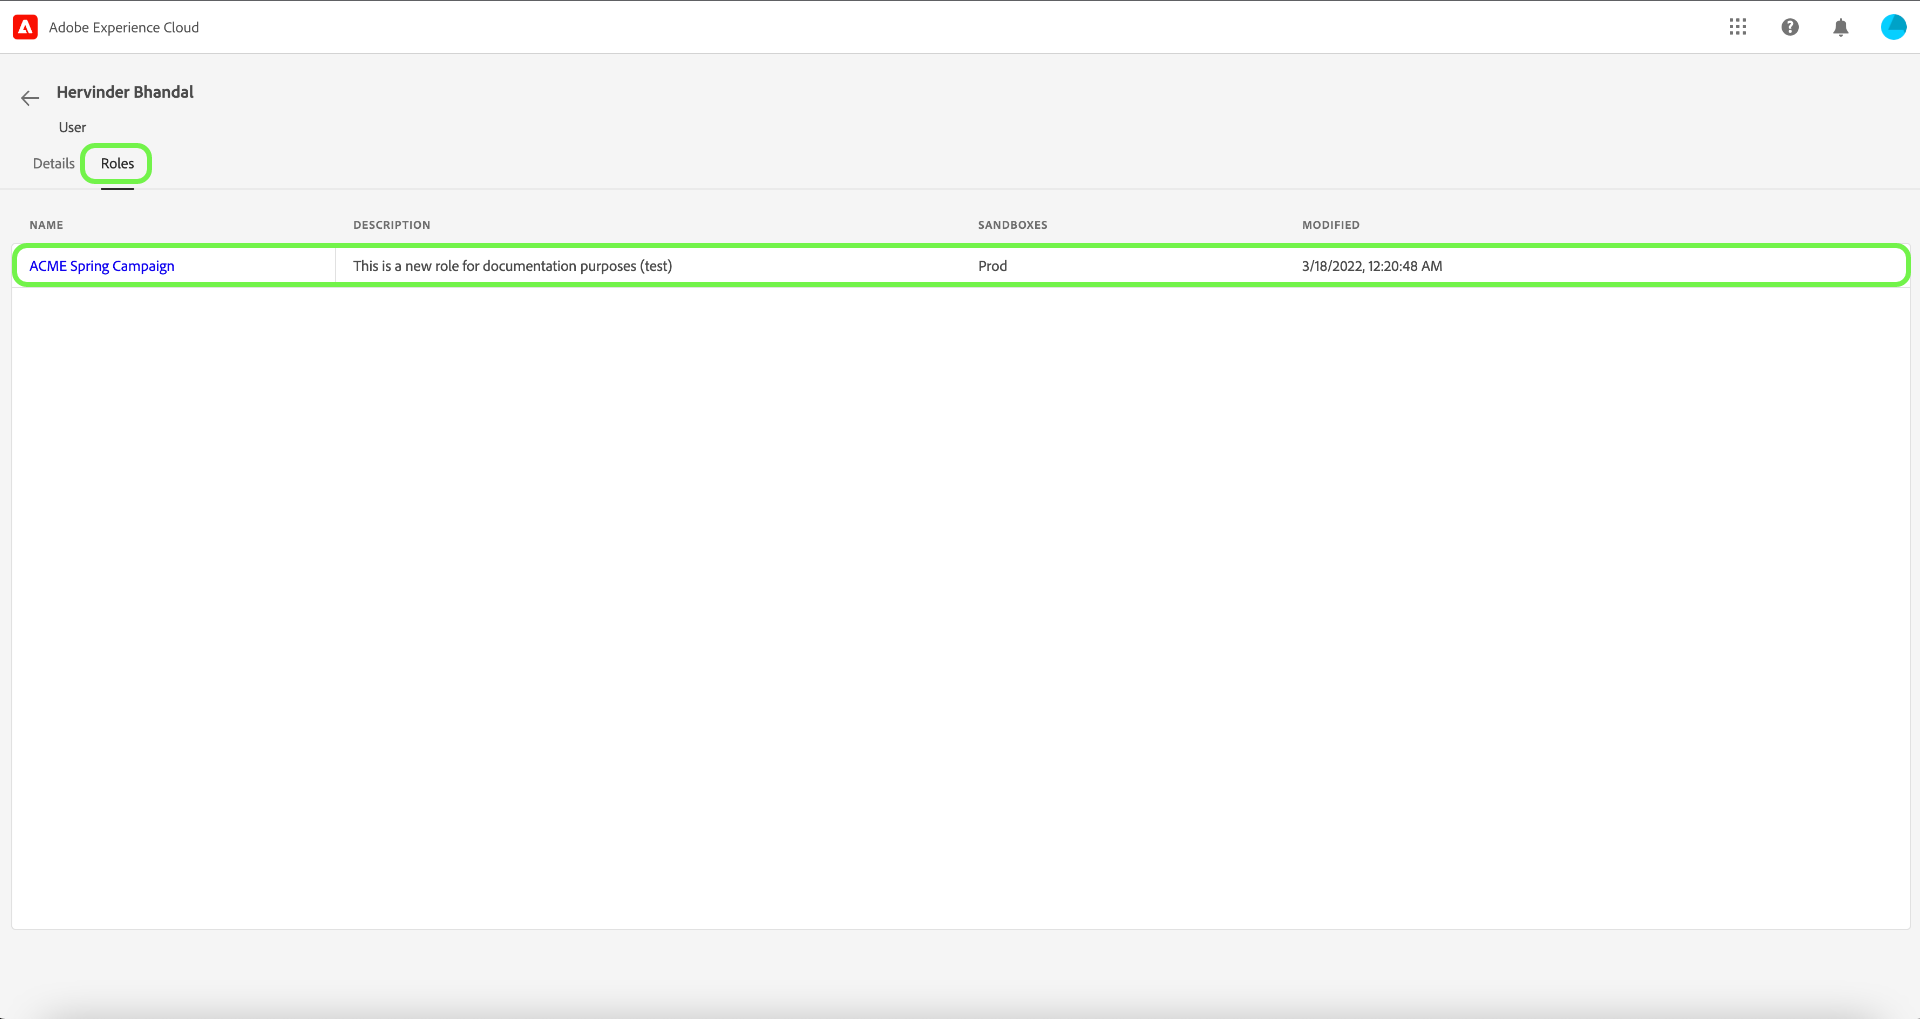 Adobe Experience Cloud
Hervinder Bhandal
User
Details Roles
NAME DESCRIPTION SANDBOXES MODIFIED
ACME Spring Campaign This is a new role for documentation purposes (test) Prod 3/18/2022, 12:20:48 AM